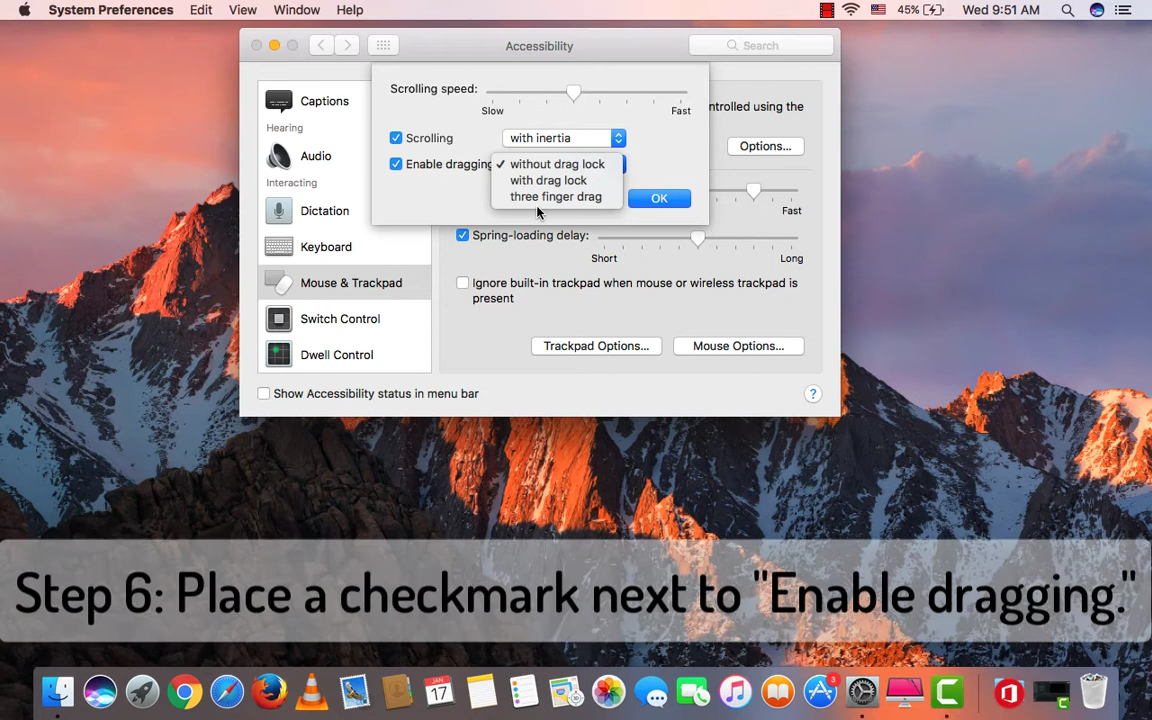 System Preferences Edit View Window Help 45% Wed 9:51 AM
Accessibility Search
Captions
Hearing
Audio
Interacting
Dictation
Keyboard
Mouse & Trackpad
Switch Control
Dwell Control
Scrolling speed:
Slow Fast
Scrolling with inertia
Enable dragging ✓ without drag lock
with drag lock
three finger drag
OK
ntrolled using the
Options...
Fast
Spring-loading delay:
Short Long
Ignore built-in trackpad when mouse or wireless trackpad is
present
Trackpad Options... Mouse Options...
Show Accessibility status in menu bar ?
Step 6: Place a checkmark next to "Enable dragging."
JAN
17
3